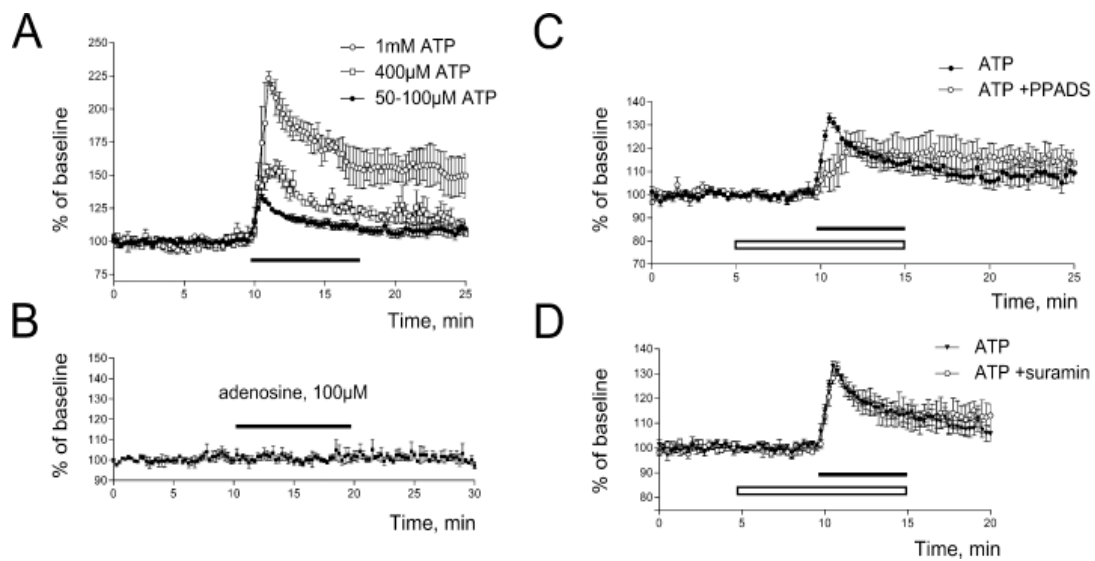 A
1mM ATP
400µM ATP
50-100µM ATP
% of baseline
250
225
200
175
150
125
100
75
0 5 10 15 20 25
Time, min
B
adenosine, 100µM
% of baseline
150
140
130
120
110
100
90
0 5 10 15 20 25 30
Time, min
C
ATP
ATP +PPADS
% of baseline
140
130
120
110
100
90
80
70
0 5 10 15 20 25
Time, min
D
ATP
ATP +suramin
% of baseline
140
130
120
110
100
90
80
0 5 10 15 20
Time, min